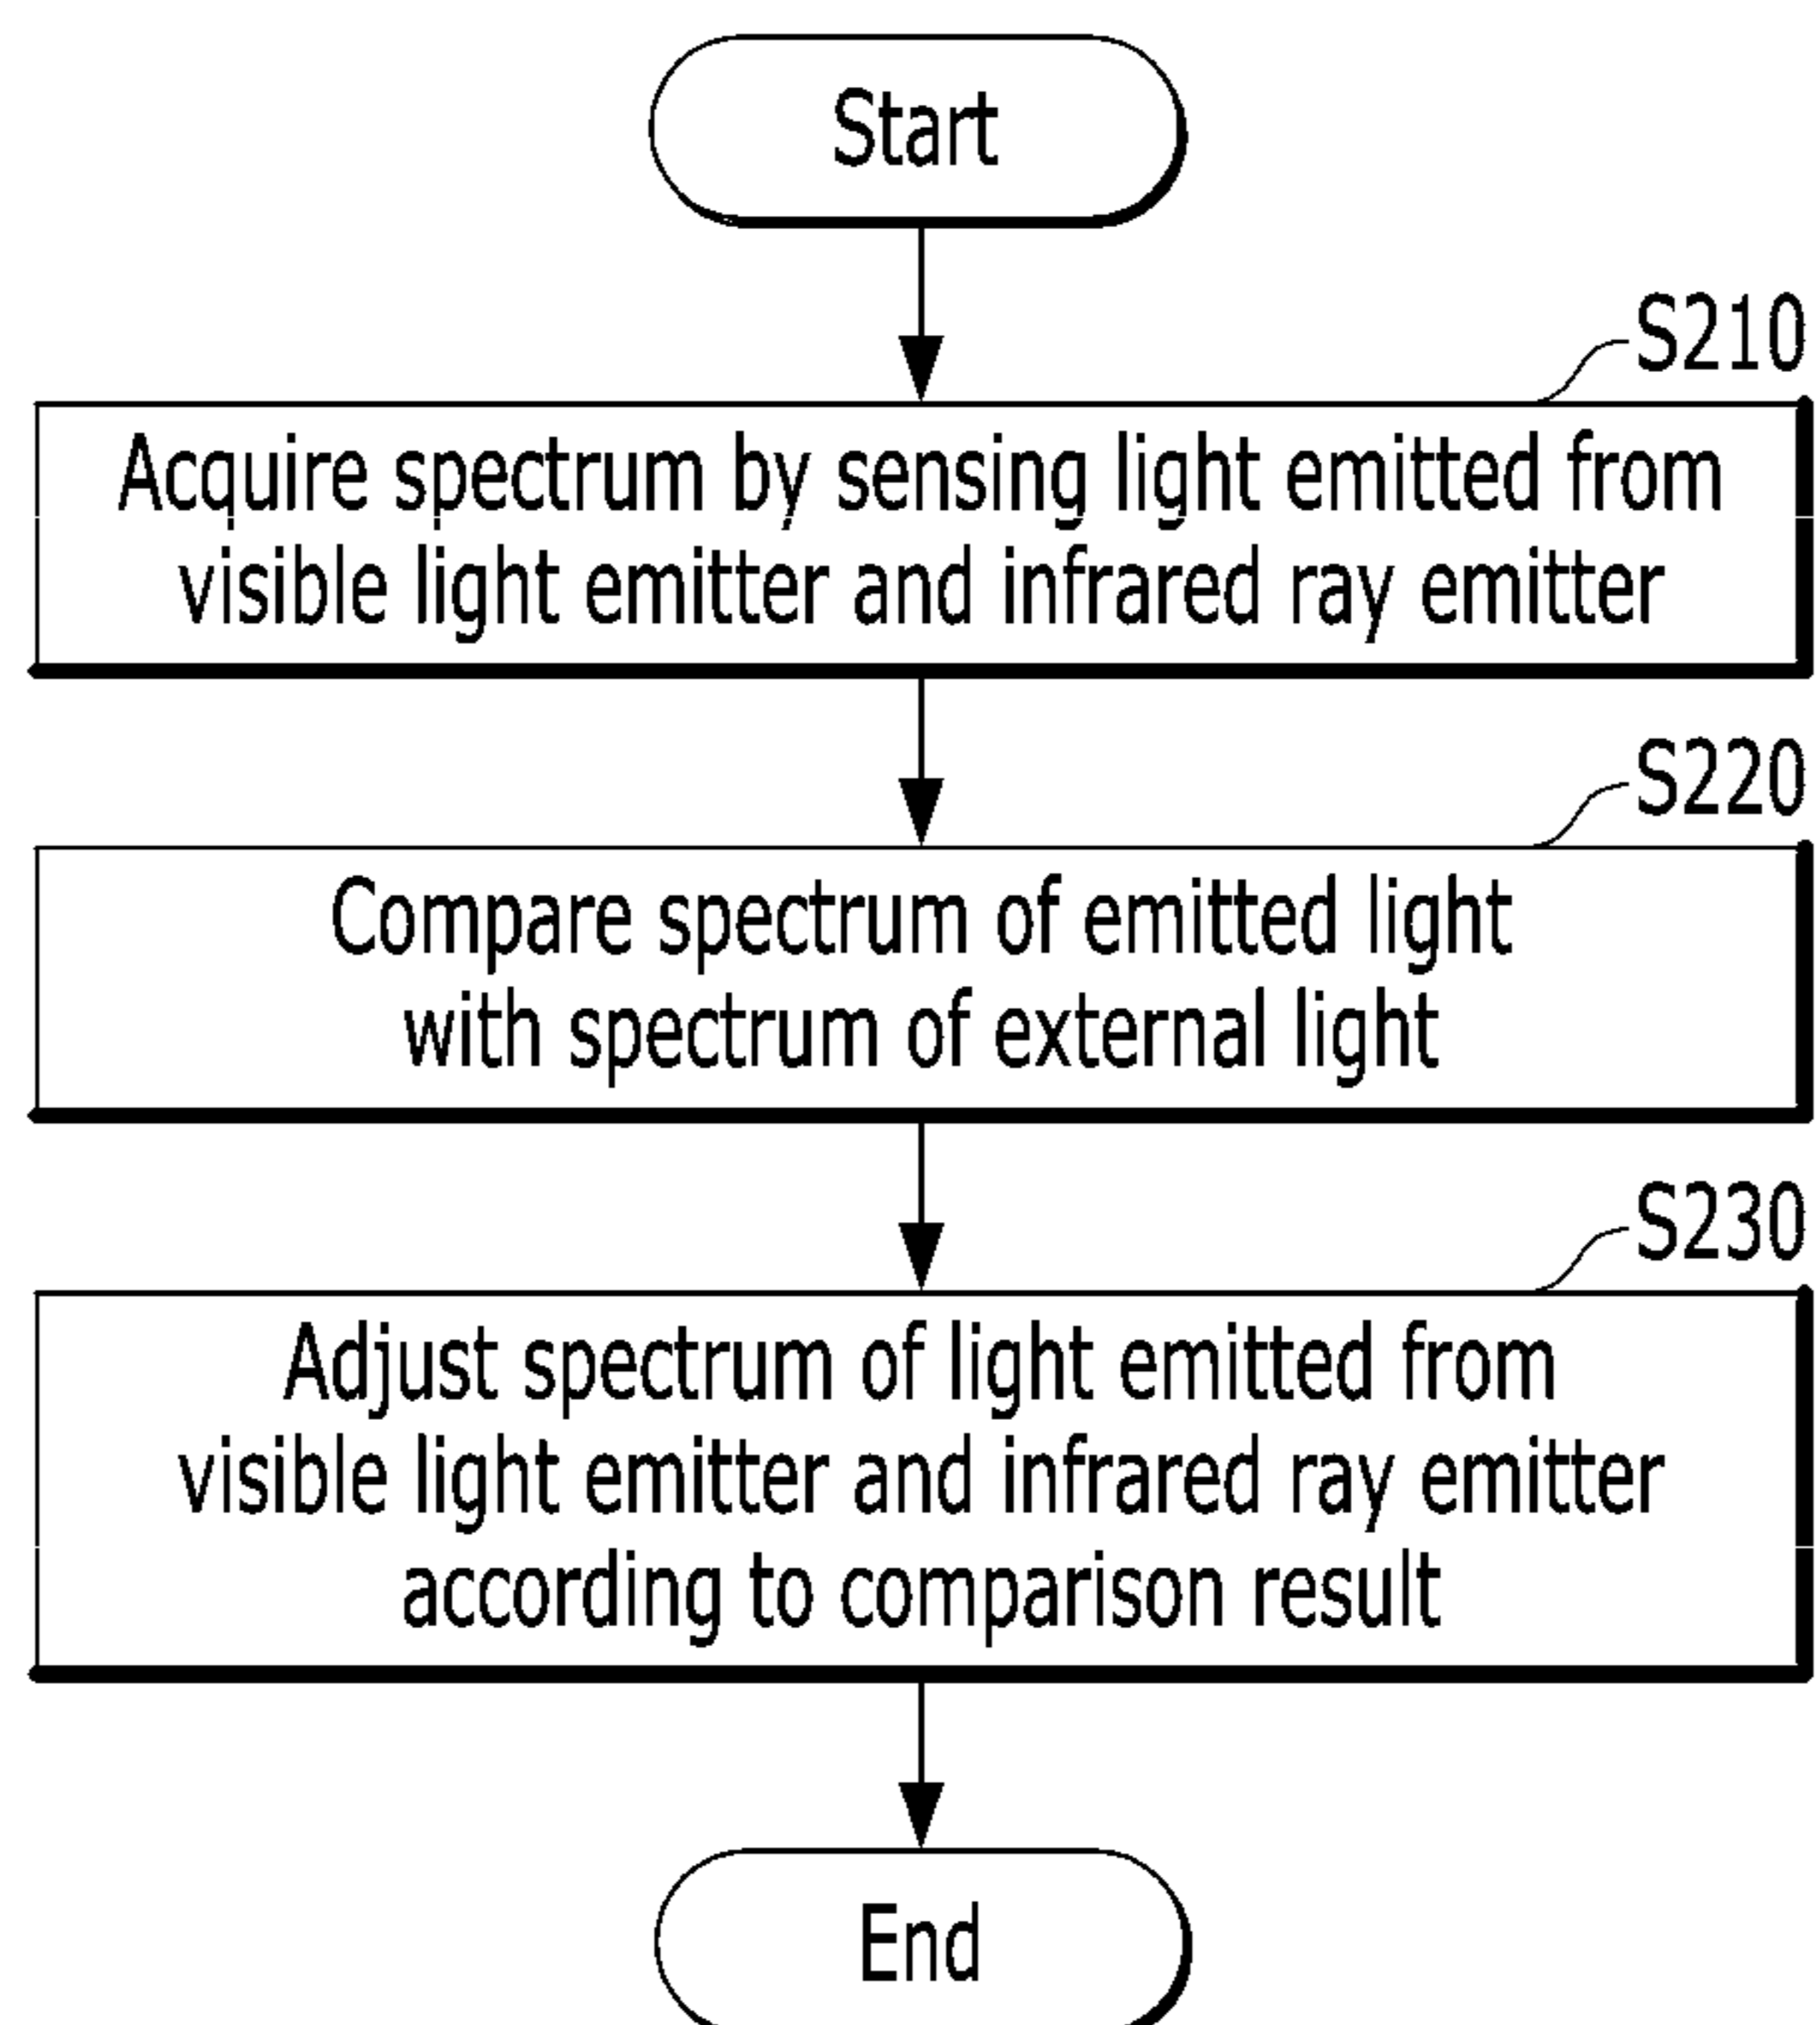 Start
S210
Acquire spectrum by sensing light emitted from
visible light emitter and infrared ray emitter
S220
Compare spectrum of emitted light
with spectrum of external light
S230
Adjust spectrum of light emitted from
visible light emitter and infrared ray emitter
according to comparison result
End